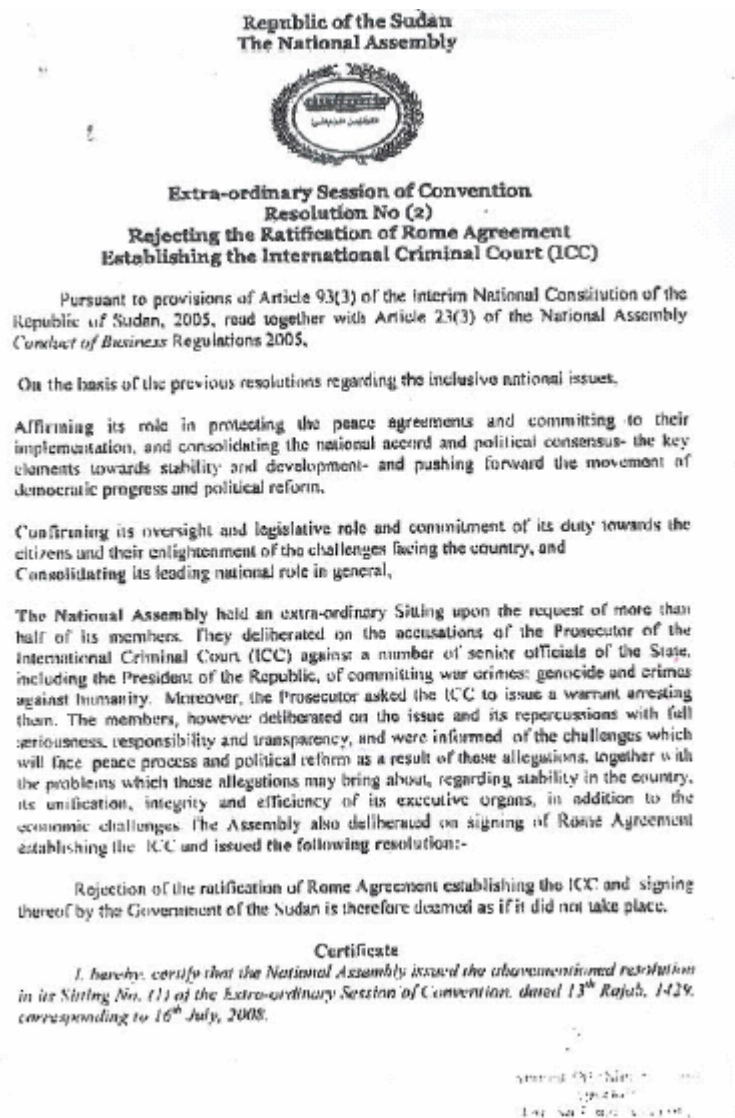 Republic of the Sudan
The National Assembly
Extra-ordinary Session of Convention
Resolution No (2)
Rejecting the Ratification of Rome Agreement
Establishing the International Criminal Court (ICC)
Pursuant to provisions of Article 93(3) of the Interim National Constitution of the
Republic of Sudan, 2005, read together with Article 23(3) of the National Assembly
Conduct of Business Regulations 2005,
On the basis of the previous resolutions regarding the inclusive national issues,
Affirming its role in protecting the peace agreements and committing to their
implementation, and consolidating the national accord and political consensus- the key
elements towards stability and development- and pushing forward the movement of
democratic progress and political reform,
Confirming its oversight and legislative role and commitment of its duty towards the
citizens and their enlightenment of the challenges facing the country, and
Consolidating its leading national role in general,
The National Assembly held an extra-ordinary Sitting upon the request of more than
half of its members. They deliberated on the accusations of the Prosecutor of the
International Criminal Court (ICC) against a number of senior officials of the State,
including the President of the Republic, of committing war crimes; genocide and crimes
against humanity. Moreover, the Prosecutor asked the ICC to issue a warrant arresting
them. The members, however deliberated on the issue and its repercussions with full
seriousness, responsibility and transparency, and were informed of the challenges which
will face peace process and political reform as a result of those allegations, together with
the problems which these allegations may bring about, regarding stability in the country,
its unification, integrity and efficiency of its executive organs, in addition to the
economic challenges. The Assembly also deliberated on signing of Rome Agreement
establishing the ICC and issued the following resolution:-
Rejection of the ratification of Rome Agreement establishing the ICC and signing
thereof by the Government of the Sudan is therefore deemed as if it did not take place.
Certificate
I, hereby, certify that the National Assembly issued the abovementioned resolution
in its Sitting No. (1) of the Extra-ordinary Session of Convention, dated 13th Rajab, 1429,
corresponding to 16th July, 2008.